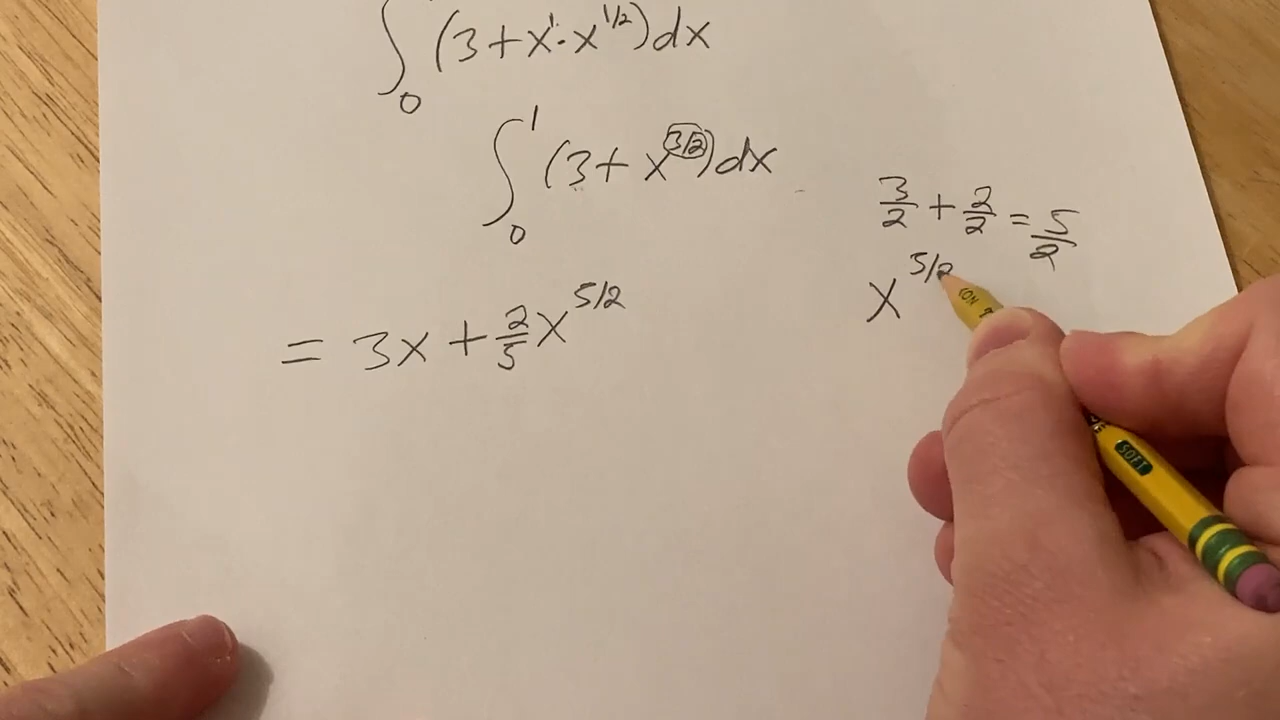 ∫₀ (3+x¹·x^1/2)dx
∫₀¹ (3+x^3/2)dx
3/2 + 2/2 = 5/2
x^5/2
= 3x + 2/5 x^5/2
SOFT